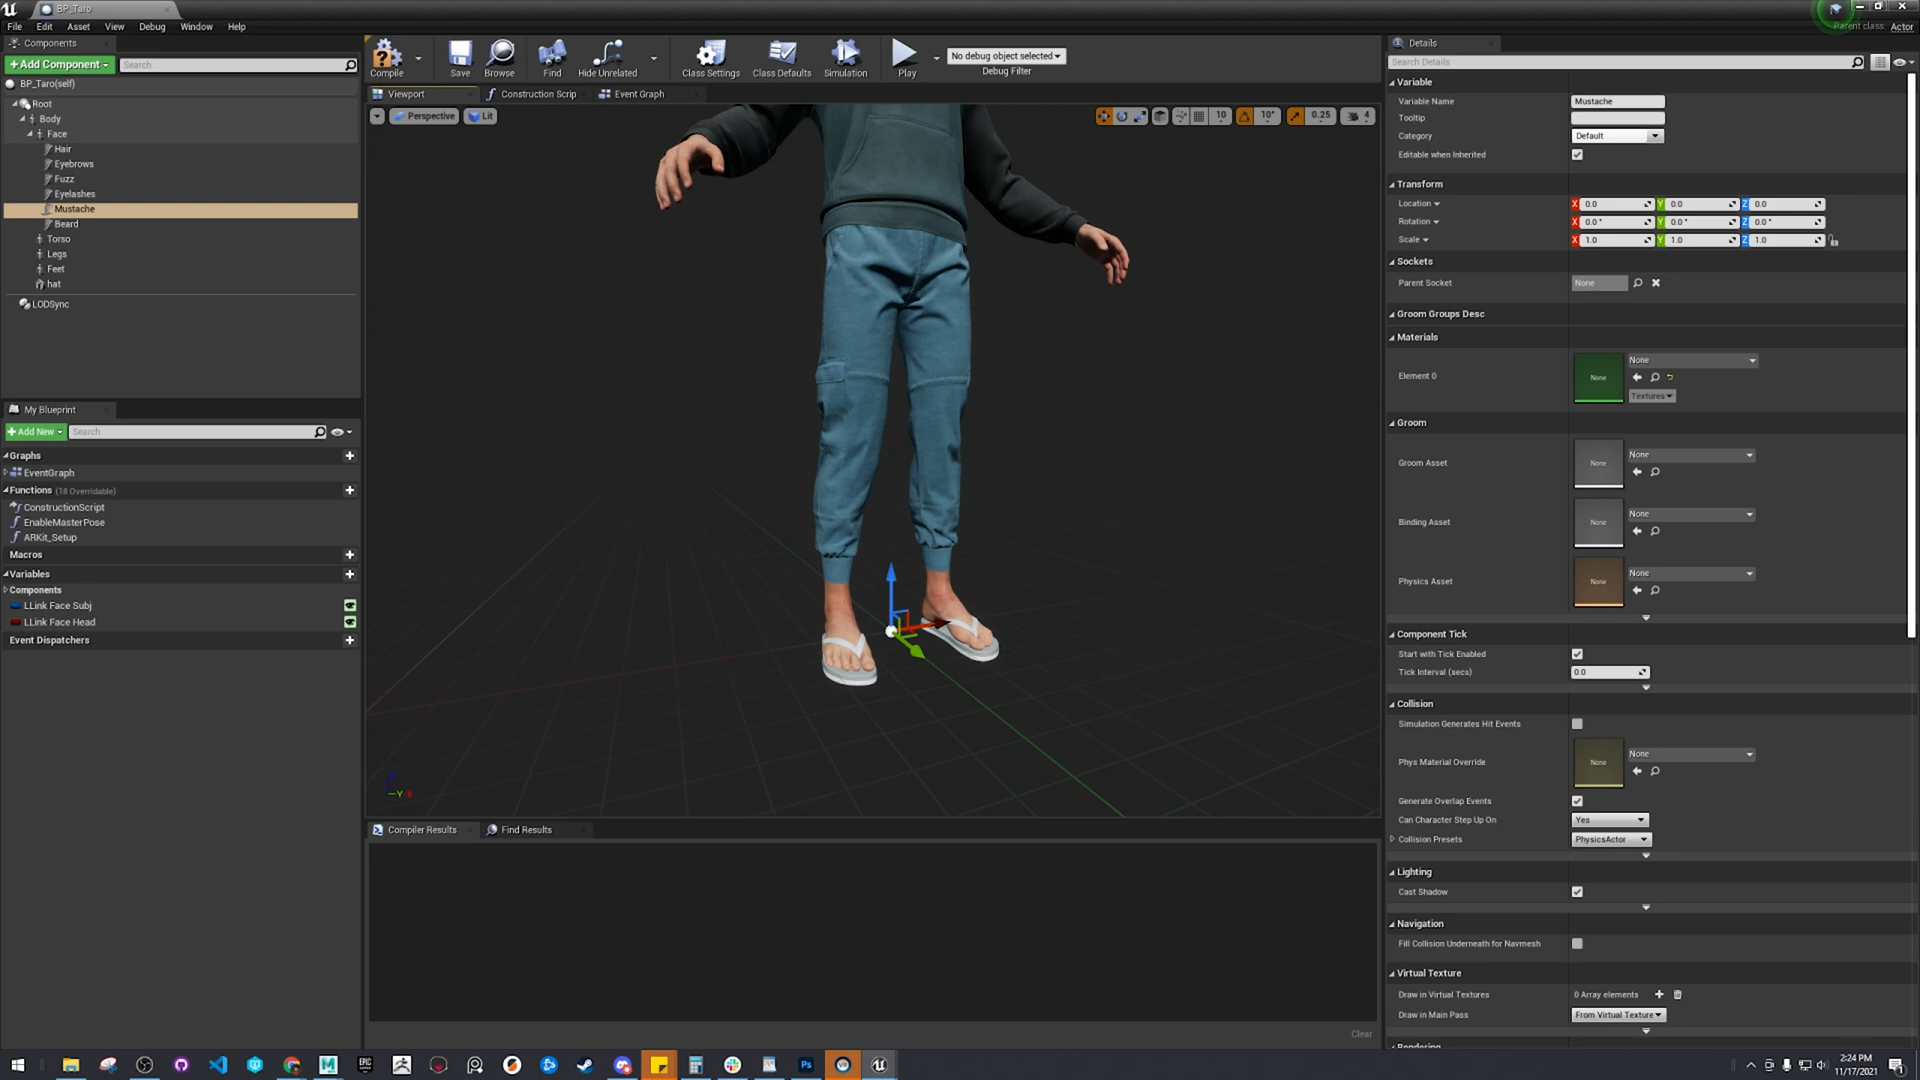 BP_Taro
Parent class: Actor
File Edit Asset View Debug Window Help
Components
+Add Component Search
BP_Taro(self)
Root
Body
Face
Hair
Eyebrows
Fuzz
Eyelashes
Mustache
Beard
Torso
Legs
Feet
hat
LODSync
My Blueprint
+Add New Search
Graphs
EventGraph
Functions (18 Overridable)
ConstructionScript
EnableMasterPose
ARKit_Setup
Macros
Variables
Components
LLink Face Subj
LLink Face Head
Event Dispatchers
Compile Save Browse Find Hide Unrelated Class Settings Class Defaults Simulation Play
No debug object selected
Debug Filter
Viewport Construction Scrip Event Graph
Perspective Lit 10 10° 0.25 4
Y X
Compiler Results Find Results
Clear
Details
Search Details
Variable
Variable Name Mustache
Tooltip
Category Default
Editable when Inherited
Transform
Location X 0.0 Y 0.0 Z 0.0
Rotation X 0.0 ° Y 0.0 ° Z 0.0 °
Scale X 1.0 Y 1.0 Z 1.0
Sockets
Parent Socket None
Groom Groups Desc
Materials
Element 0 None None
Textures
Groom
Groom Asset None None
Binding Asset None None
Physics Asset None None
Component Tick
Start with Tick Enabled
Tick Interval (secs) 0.0
Collision
Simulation Generates Hit Events
Phys Material Override None None
Generate Overlap Events
Can Character Step Up On Yes
Collision Presets PhysicsActor
Lighting
Cast Shadow
Navigation
Fill Collision Underneath for Navmesh
Virtual Texture
Draw in Virtual Textures 0 Array elements
Draw in Main Pass From Virtual Texture
Rendering
2:24 PM
11/17/2021